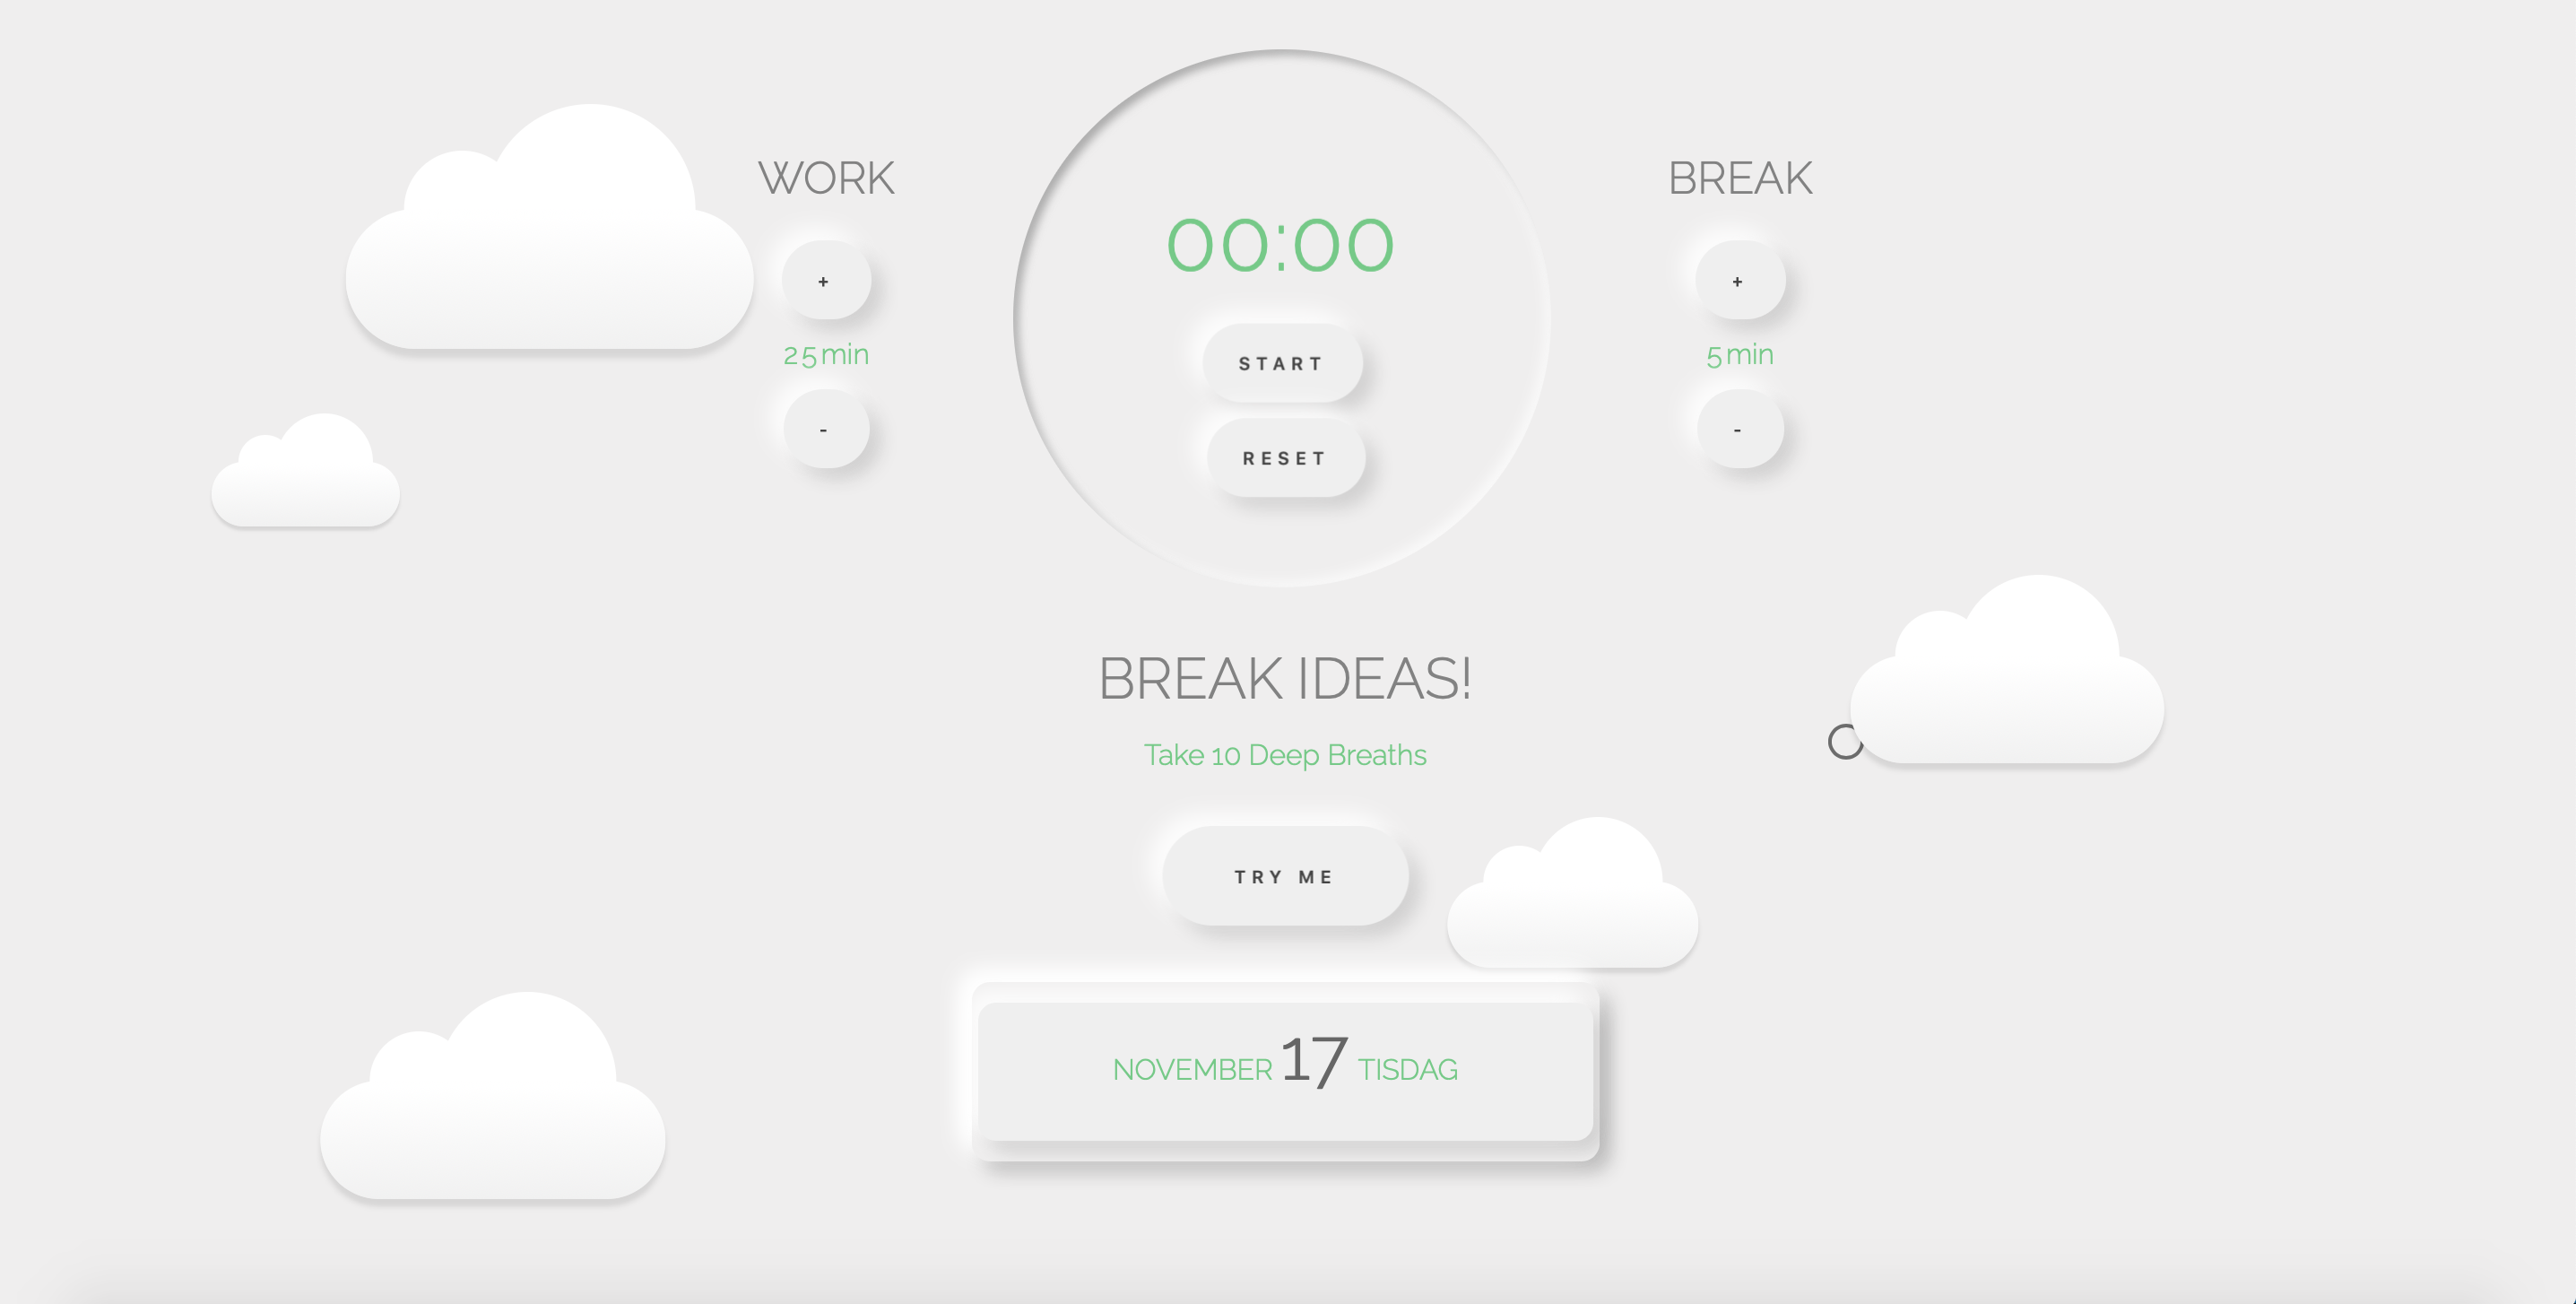 WORK
+
25min
-
00:00
START
RESET
BREAK
+
5min
-
BREAK IDEAS!
Take 10 Deep Breaths
TRY ME
NOVEMBER 17 TISDAG